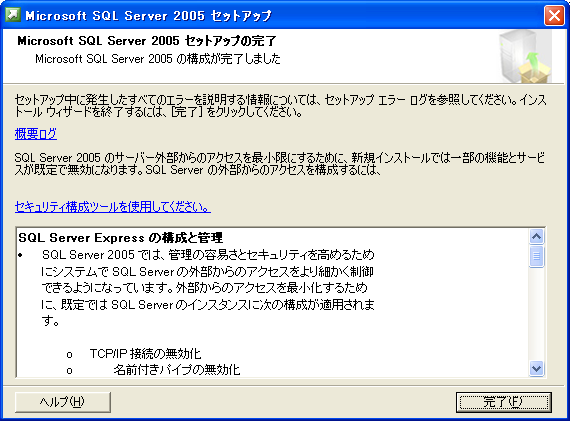 Microsoft SQL Server 2005 セットアップ
Microsoft SQL Server 2005 セットアップの完了
Microsoft SQL Server 2005 の構成が完了しました
セットアップ中に発生したすべてのエラーを説明する情報については、セットアップ エラー ログを参照してください。インス
トール ウィザードを終了するには、[完了] をクリックしてください。
概要ログ
SQL Server 2005 のサーバー外部からのアクセスを最小限にするために、新規インストールでは一部の機能とサービ
スが既定で無効になります。SQL Server の外部からのアクセスを構成するには、
セキュリティ構成ツールを使用してください。
SQL Server Express の構成と管理
• SQL Server 2005 では、管理の容易さとセキュリティを高めるため
にシステムで SQL Server の外部からのアクセスをより細かく制御
できるようになっています。外部からのアクセスを最小化するため
に、既定では SQL Server のインスタンスに次の構成が適用されま
す。
o TCP/IP 接続の無効化
o 名前付きパイプの無効化
ヘルプ(H)
完了(F)